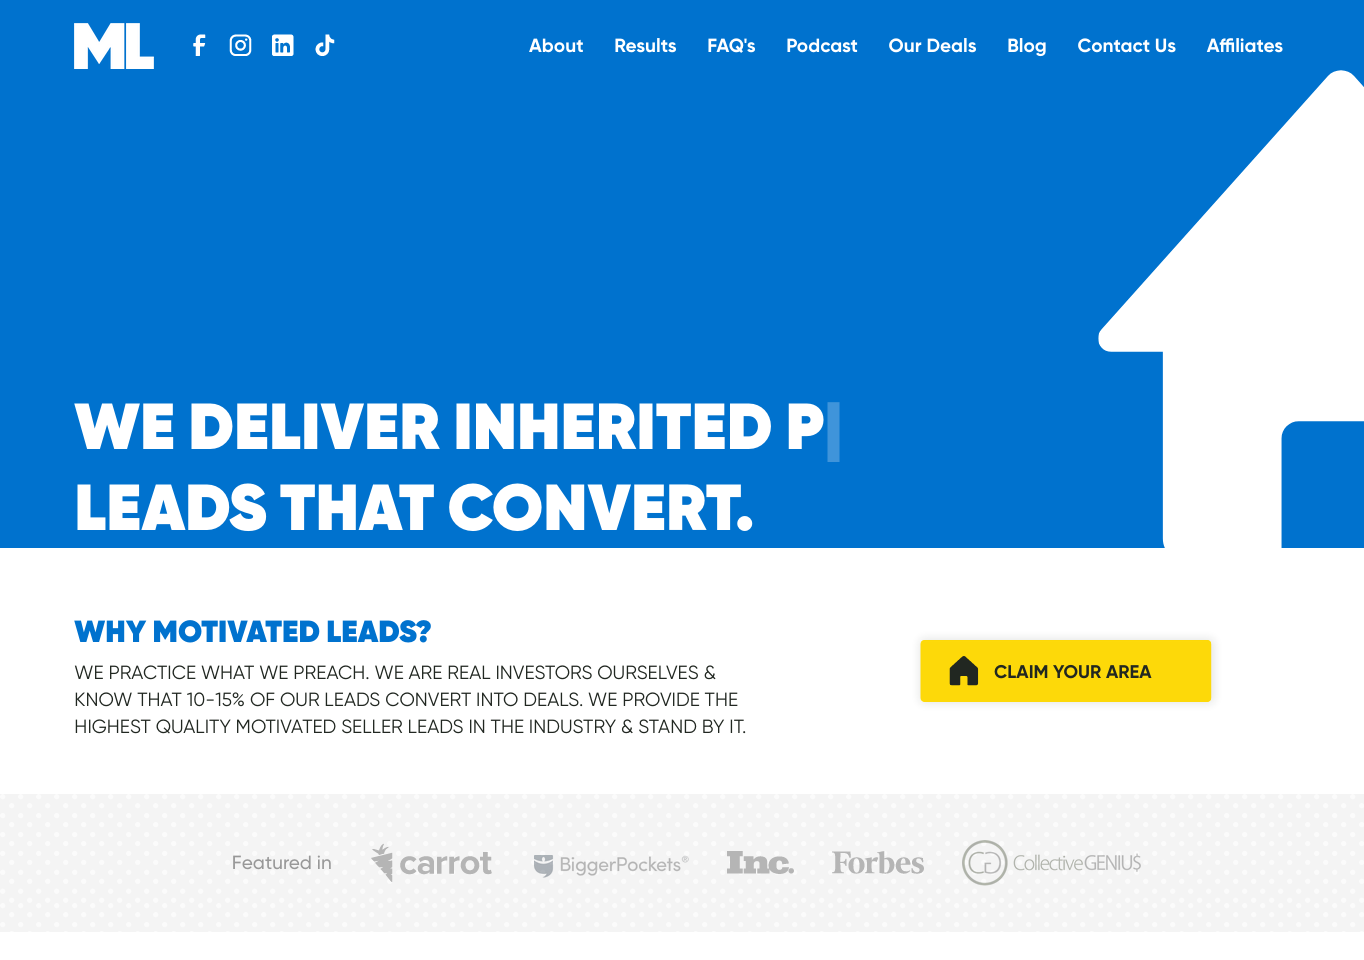 ML
About Results FAQ's Podcast Our Deals Blog Contact Us Affiliates
WE DELIVER INHERITED P
LEADS THAT CONVERT.
WHY MOTIVATED LEADS?
WE PRACTICE WHAT WE PREACH. WE ARE REAL INVESTORS OURSELVES &
KNOW THAT 10-15% OF OUR LEADS CONVERT INTO DEALS. WE PROVIDE THE
HIGHEST QUALITY MOTIVATED SELLER LEADS IN THE INDUSTRY & STAND BY IT.
CLAIM YOUR AREA
Featured in carrot BiggerPockets® Inc. Forbes CG CollectiveGENIU$